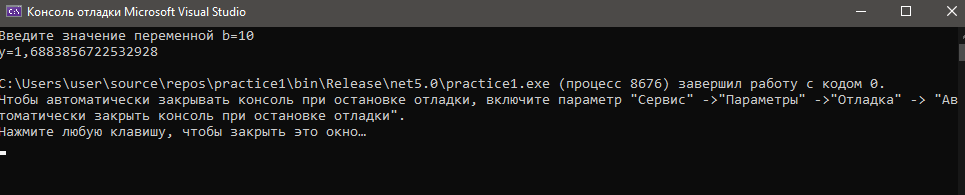 C:\ Консоль отладки Microsoft Visual Studio
Введите значение переменной b=10
y=1,6883856722532928
C:\Users\user\source\repos\practice1\bin\Release\net5.0\practice1.exe (процесс 8676) завершил работу с кодом 0.
Чтобы автоматически закрывать консоль при остановке отладки, включите параметр "Сервис" ->"Параметры" ->"Отладка" -> "Ав
томатически закрыть консоль при остановке отладки".
Нажмите любую клавишу, чтобы закрыть это окно…